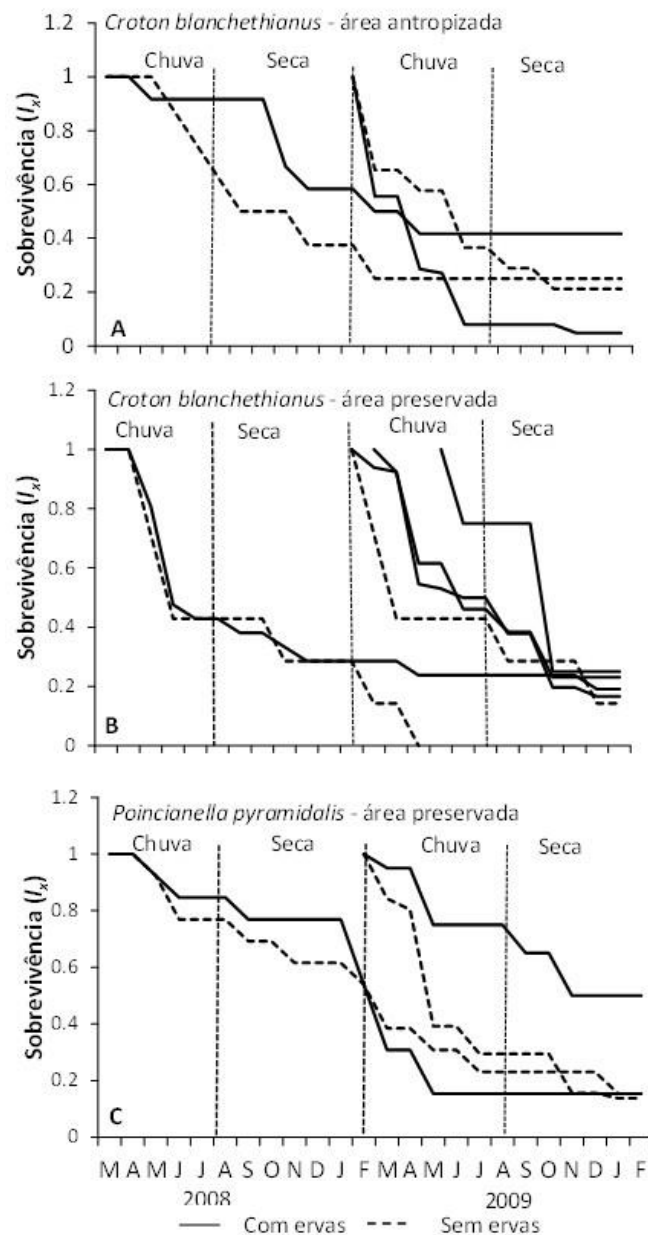 1.2
Croton blanchethianus - área antropizada
Chuva Seca Chuva Seca
1
0.8
0.6
0.4
0.2
0
Sobrevivência (lx)
A
1.2
Croton blanchethianus - área preservada
Chuva Seca Chuva Seca
1
0.8
0.6
0.4
0.2
0
Sobrevivência (lx)
B
1.2
Poincianella pyramidalis - área preservada
Chuva Seca Chuva Seca
1
0.8
0.6
0.4
0.2
0
Sobrevivência (lx)
C
M A M J J A S O N D J F M A M J J A S O N D J F
2008 2009
Com ervas Sem ervas